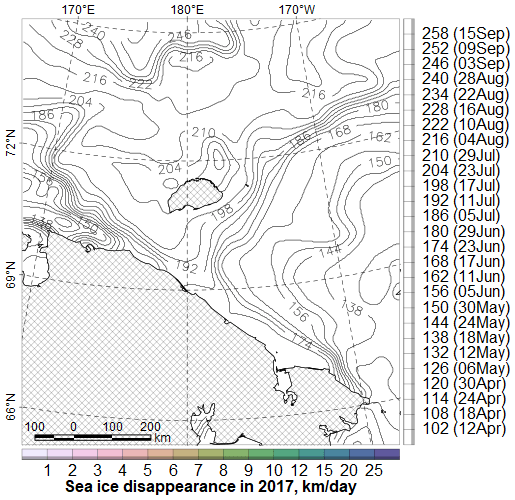 170°E 180°E 170°W
240 246 258 (15Sep)
228 216 252 (09Sep)
246 (03Sep)
216 222 216 240 (28Aug)
204 180 234 (22Aug)
186 210 186 168 162 228 (16Aug)
72°N 222 (10Aug)
150 216 (04Aug)
204 210 (29Jul)
204 (23Jul)
198 198 (17Jul)
192 (11Jul)
138 150 186 (05Jul)
180 (29Jun)
192 144 174 (23Jun)
69°N 168 (17Jun)
162 (11Jun)
156 138 156 (05Jun)
150 (30May)
174 144 (24May)
138 (18May)
132 (12May)
126 (06May)
120 (30Apr)
66°N 114 (24Apr)
108 (18Apr)
100 0 100 200 102 (12Apr)
km
1 2 3 4 5 6 7 8 9 10 12 15 20 25
Sea ice disappearance in 2017, km/day